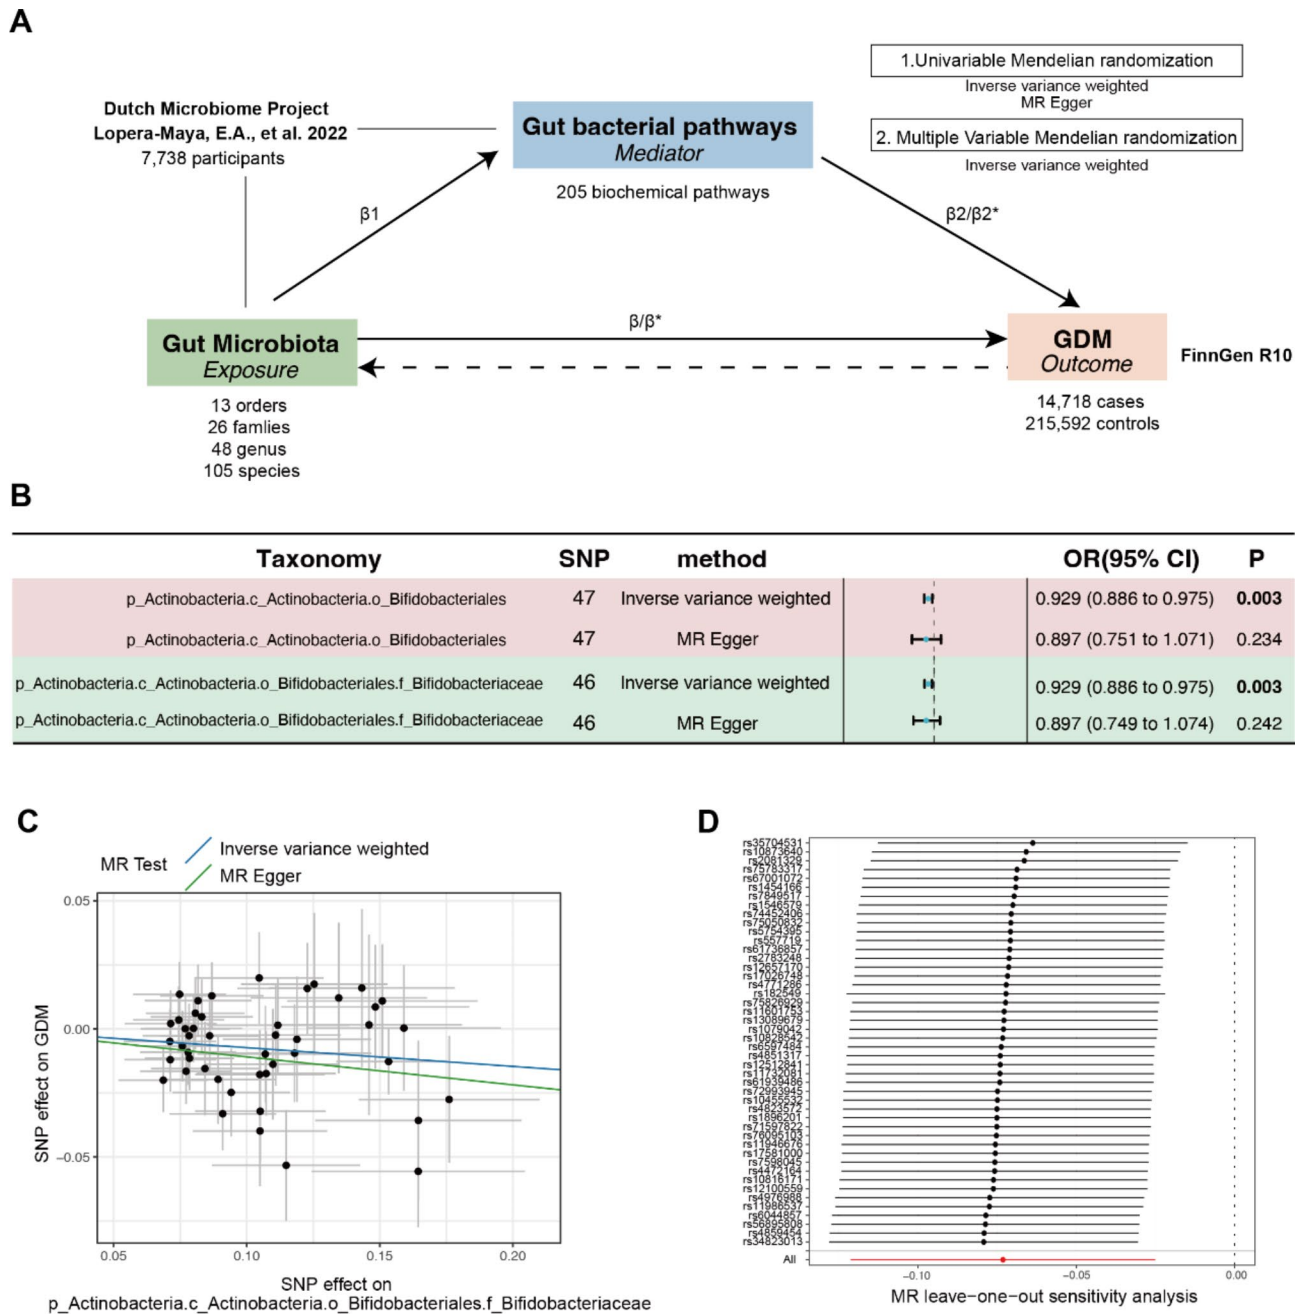 A
Dutch Microbiome Project
Lopera-Maya, E.A., et al. 2022
7,738 participants
Gut bacterial pathways
Mediator
205 biochemical pathways
1.Univariable Mendelian randomization
Inverse variance weighted
MR Egger
2. Multiple Variable Mendelian randomization
Inverse variance weighted
β1
β2/β2*
β/β*
Gut Microbiota
Exposure
13 orders
26 famlies
48 genus
105 species
GDM
Outcome
14,718 cases
215,592 controls
FinnGen R10
B
Taxonomy SNP method OR(95% CI) P
p_Actinobacteria.c_Actinobacteria.o_Bifidobacteriales 47 Inverse variance weighted 0.929 (0.886 to 0.975) 0.003
p_Actinobacteria.c_Actinobacteria.o_Bifidobacteriales 47 MR Egger 0.897 (0.751 to 1.071) 0.234
p_Actinobacteria.c_Actinobacteria.o_Bifidobacteriales.f_Bifidobacteriaceae 46 Inverse variance weighted 0.929 (0.886 to 0.975) 0.003
p_Actinobacteria.c_Actinobacteria.o_Bifidobacteriales.f_Bifidobacteriaceae 46 MR Egger 0.897 (0.749 to 1.074) 0.242
C
MR Test
Inverse variance weighted
MR Egger
SNP effect on GDM
0.05
0.00
−0.05
0.05 0.10 0.15 0.20
SNP effect on
p_Actinobacteria.c_Actinobacteria.o_Bifidobacteriales.f_Bifidobacteriaceae
D
rs35704531
rs10873640
rs2081329
rs75783317
rs67001072
rs1454166
rs7849517
rs1546579
rs74452406
rs75050832
rs5754395
rs557719
rs61736857
rs2783248
rs12657170
rs17026748
rs4771286
rs182549
rs75826929
rs11601753
rs13089679
rs1079042
rs10828542
rs6597484
rs4851317
rs12512841
rs11732081
rs61939486
rs72993945
rs10455532
rs4823572
rs1896201
rs71597822
rs76095103
rs11946676
rs17581000
rs7598045
rs4472164
rs10816171
rs12100559
rs4976988
rs11986537
rs6044857
rs56895808
rs4859454
rs34823013
All
−0.10 −0.05 0.00
MR leave−one−out sensitivity analysis